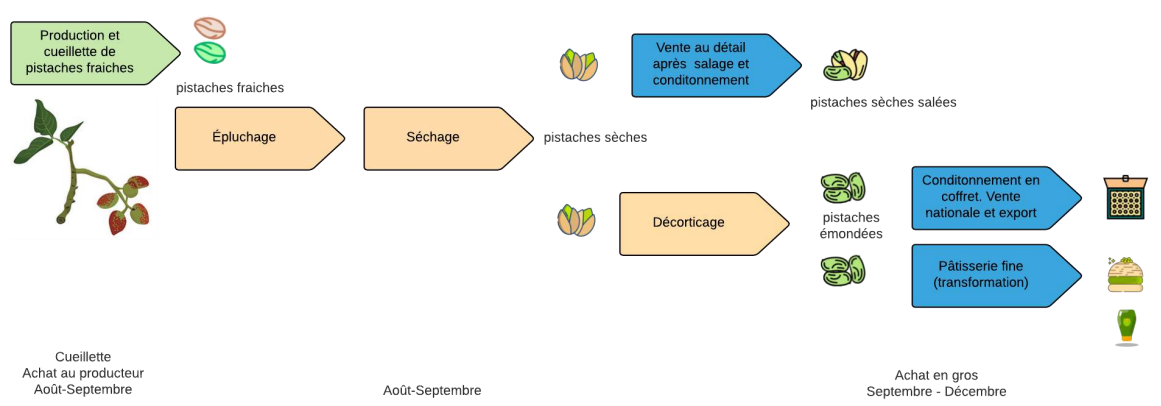 Production et
cueillette de
pistaches fraiches
pistaches fraiches
Épluchage
Séchage
pistaches sèches
Vente au détail
après salage et
conditonnement
pistaches sèches salées
Décorticage
pistaches
émondées
Conditonnement en
coffret. Vente
nationale et export
Pâtisserie fine
(transformation)
Cueillette
Achat au producteur
Août-Septembre
Août-Septembre
Achat en gros
Septembre - Décembre